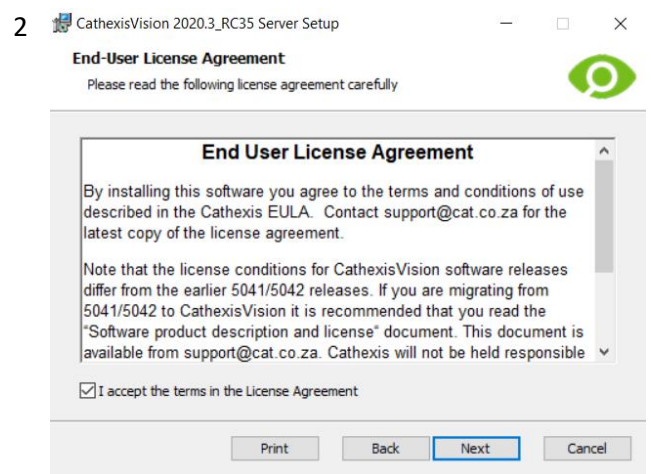 2
CathexisVision 2020.3_RC35 Server Setup
End-User License Agreement
Please read the following license agreement carefully
End User License Agreement
By installing this software you agree to the terms and conditions of use
described in the Cathexis EULA.  Contact support@cat.co.za for the
latest copy of the license agreement.
Note that the license conditions for CathexisVision software releases
differ from the earlier 5041/5042 releases. If you are migrating from
5041/5042 to CathexisVision it is recommended that you read the
"Software product description and license" document. This document is
available from support@cat.co.za. Cathexis will not be held responsible
I accept the terms in the License Agreement
Print Back Next Cancel